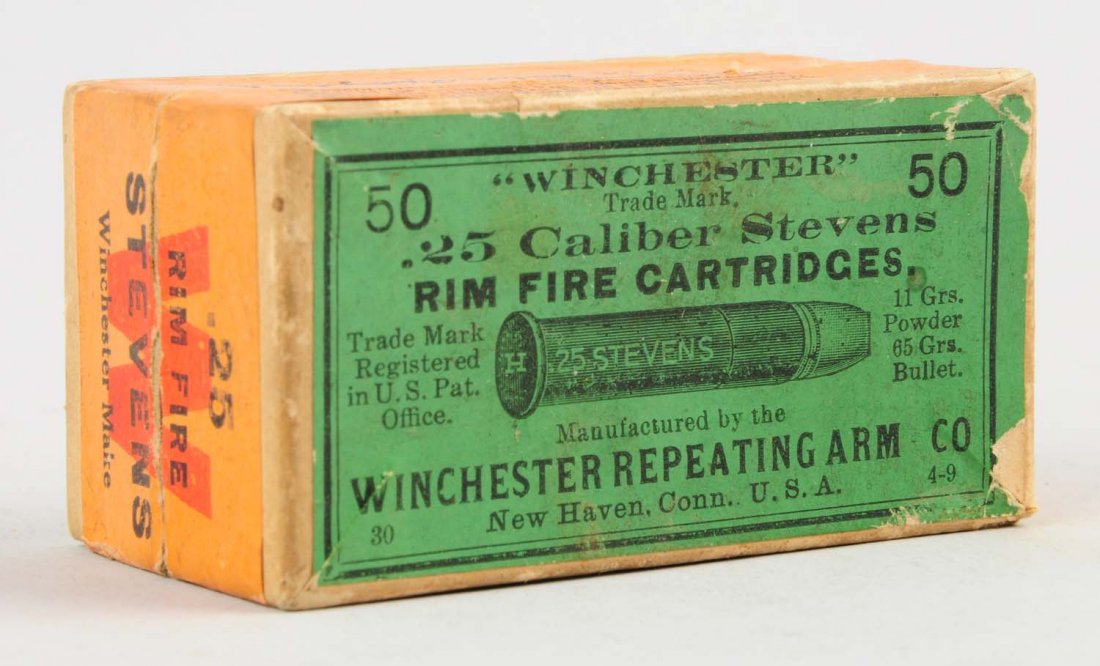 50 "WINCHESTER" 50
Trade Mark.
.25 Caliber Stevens
RIM FIRE CARTRIDGES.
Trade Mark
Registered
in U.S. Pat.
Office.
H .25 STEVENS
11 Grs.
Powder
65 Grs.
Bullet.
Manufactured by the
WINCHESTER REPEATING ARM CO
New Haven, Conn.. U.S.A.
30
4-9
.25
RIM FIRE
STEVENS
Winchester Make